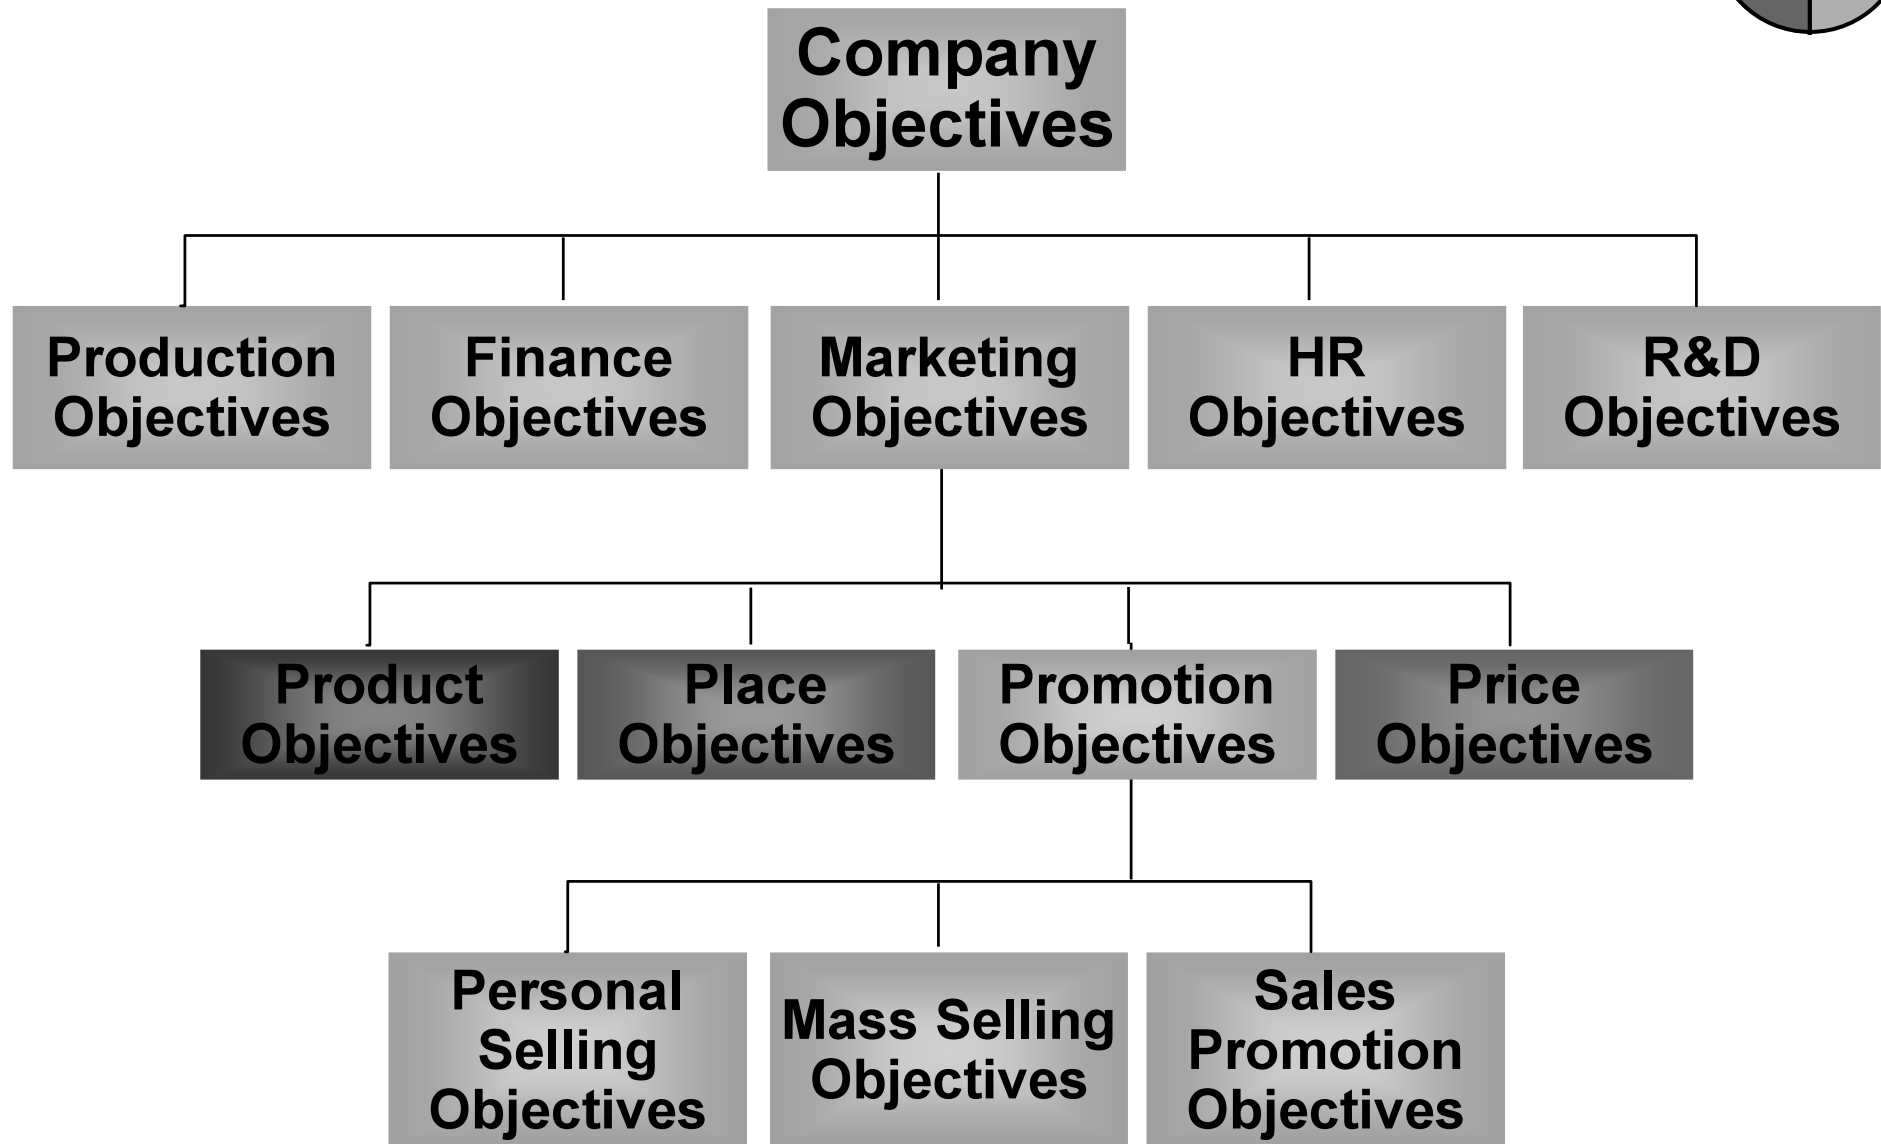 Company
Objectives
Production
Objectives
Finance
Objectives
Marketing
Objectives
HR
Objectives
R&D
Objectives
Product
Objectives
Place
Objectives
Promotion
Objectives
Price
Objectives
Personal
Selling
Objectives
Mass Selling
Objectives
Sales
Promotion
Objectives